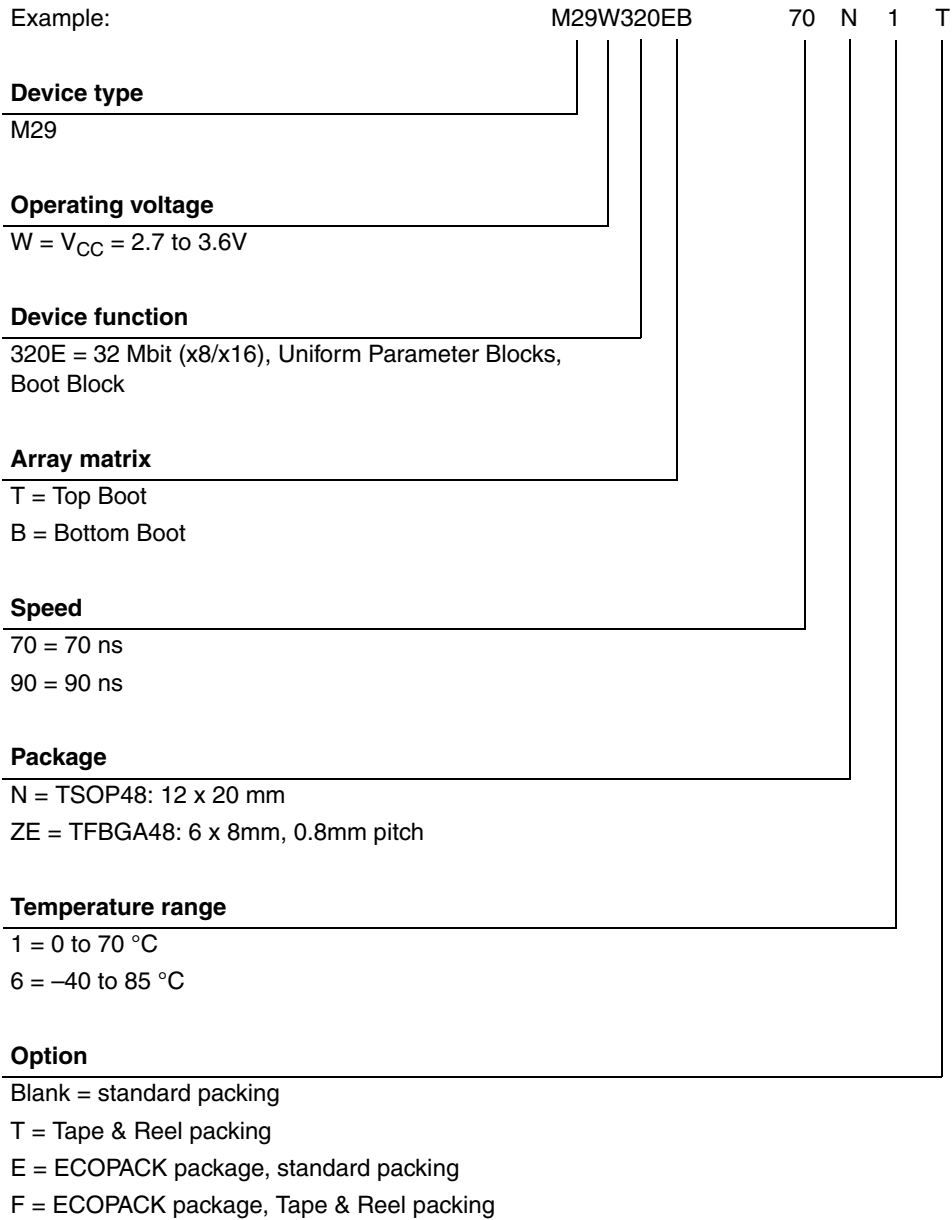 Example: M29W320EB 70 N 1 T
Device type
M29
Operating voltage
W = VCC = 2.7 to 3.6V
Device function
320E = 32 Mbit (x8/x16), Uniform Parameter Blocks,
Boot Block
Array matrix
T = Top Boot
B = Bottom Boot
Speed
70 = 70 ns
90 = 90 ns
Package
N = TSOP48: 12 x 20 mm
ZE = TFBGA48: 6 x 8mm, 0.8mm pitch
Temperature range
1 = 0 to 70 °C
6 = –40 to 85 °C
Option
Blank = standard packing
T = Tape & Reel packing
E = ECOPACK package, standard packing
F = ECOPACK package, Tape & Reel packing